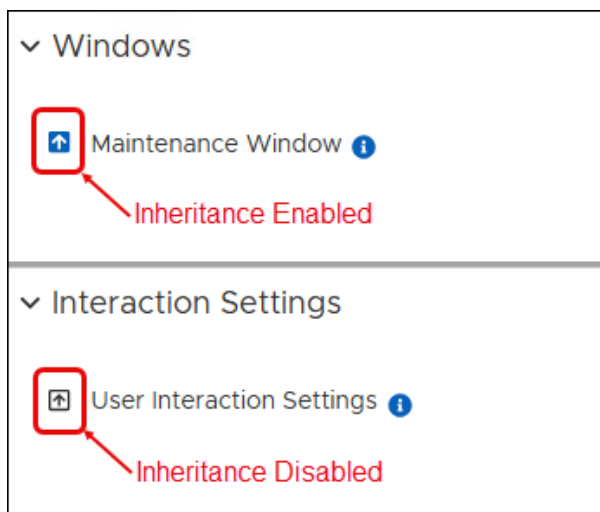 Windows
Maintenance Window
Inheritance Enabled
Interaction Settings
User Interaction Settings
Inheritance Disabled